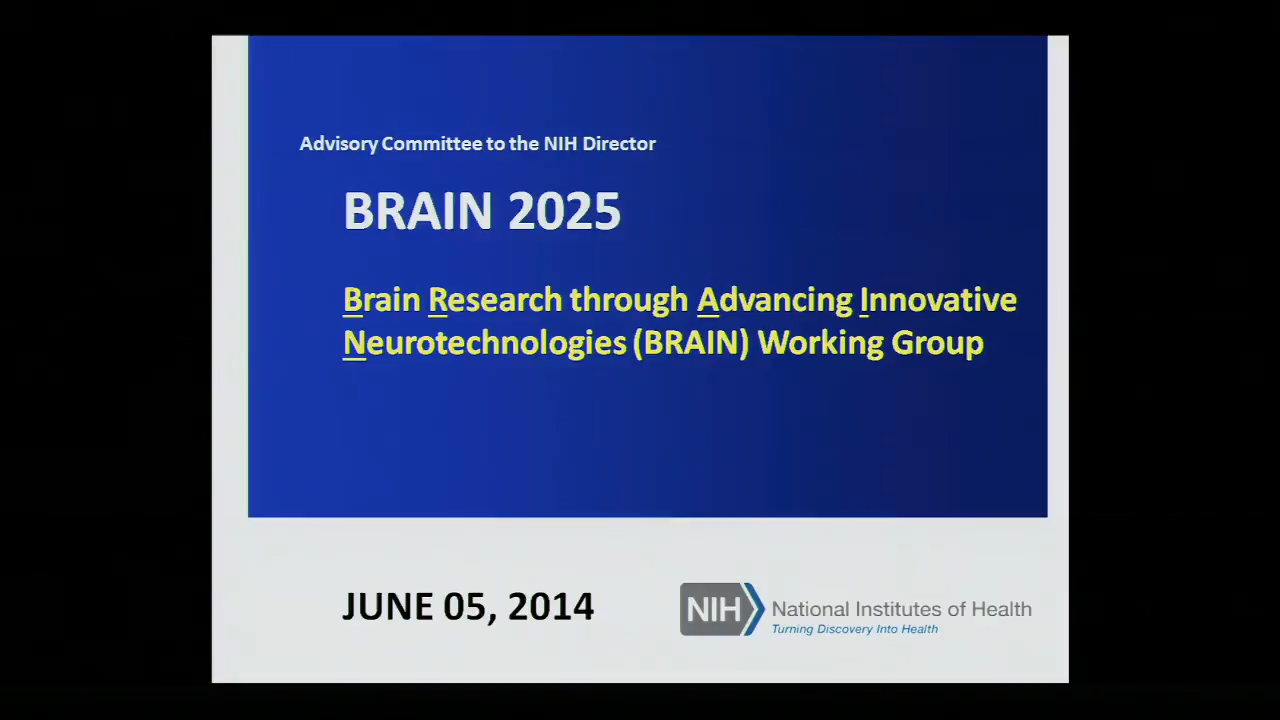 Advisory Committee to the NIH Director
BRAIN 2025
Brain Research through Advancing Innovative
Neurotechnologies (BRAIN) Working Group
JUNE 05, 2014
NIH National Institutes of Health
Turning Discovery Into Health